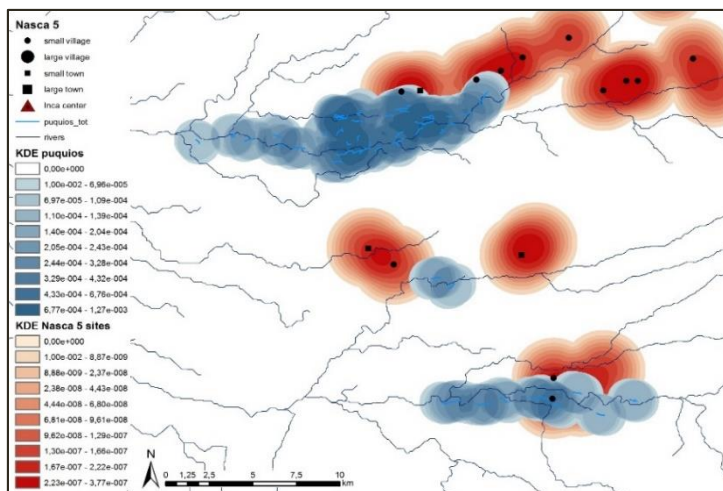 Nasca 5
small village
large village
small town
large town
Inca center
puquios_tot
rivers
KDE puquios
0,00e+000
1,00e-002 - 6,96e-005
6,97e-005 - 1,09e-004
1,10e-004 - 1,39e-004
1,40e-004 - 2,04e-004
2,05e-004 - 2,43e-004
2,44e-004 - 3,28e-004
3,29e-004 - 4,32e-004
4,33e-004 - 6,76e-004
6,77e-004 - 1,27e-003
KDE Nasca 5 sites
0,00e+000
1,00e-002 - 8,87e-009
8,88e-009 - 2,37e-008
2,38e-008 - 4,43e-008
4,44e-008 - 6,80e-008
6,81e-008 - 9,61e-008
9,62e-008 - 1,29e-007
1,30e-007 - 1,66e-007
1,67e-007 - 2,22e-007
2,23e-007 - 3,77e-007
N
0 1,25 2,5 5 7,5 10
km